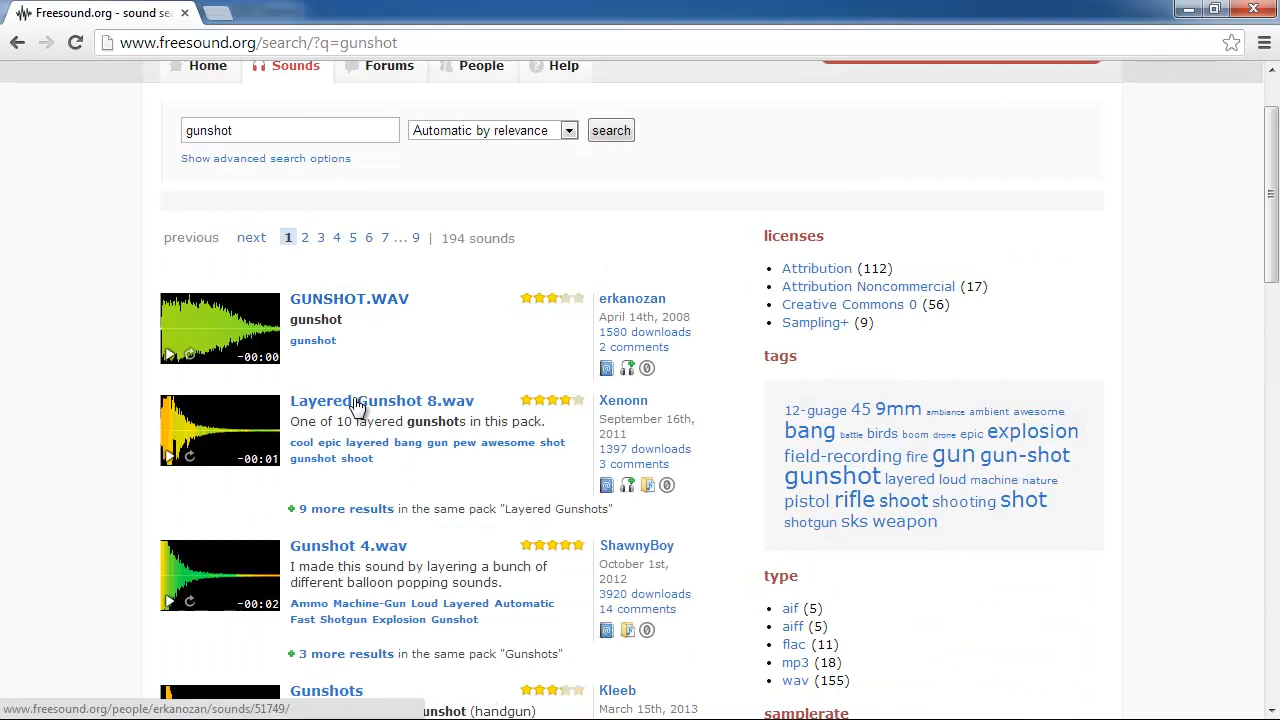 Freesound.org - sound sea
www.freesound.org/search/?q=gunshot
Home Sounds Forums People Help
gunshot Automatic by relevance search
Show advanced search options
previous next 1 2 3 4 5 6 7 ... 9 | 194 sounds
GUNSHOT.WAV
gunshot
gunshot
-00:00
erkanozan
April 14th, 2008
1580 downloads
2 comments
0
Layered Gunshot 8.wav
One of 10 layered gunshots in this pack.
cool epic layered bang gun pew awesome shot
gunshot shoot
-00:01
Xenonn
September 16th,
2011
1397 downloads
3 comments
0
9 more results in the same pack "Layered Gunshots"
Gunshot 4.wav
I made this sound by layering a bunch of
different balloon popping sounds.
Ammo Machine-Gun Loud Layered Automatic
Fast Shotgun Explosion Gunshot
-00:02
ShawnyBoy
October 1st,
2012
3920 downloads
14 comments
0
3 more results in the same pack "Gunshots"
Gunshots
unshot (handgun)
Kleeb
March 15th, 2013
licenses
Attribution (112)
Attribution Noncommercial (17)
Creative Commons 0 (56)
Sampling+ (9)
tags
12-guage 45 9mm ambiance ambient awesome
bang battle birds boom drone epic explosion
field-recording fire gun gun-shot
gunshot layered loud machine nature
pistol rifle shoot shooting shot
shotgun sks weapon
type
aif (5)
aiff (5)
flac (11)
mp3 (18)
wav (155)
samplerate
www.freesound.org/people/erkanozan/sounds/51749/